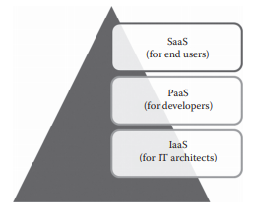 SaaS
(for end users)
PaaS
(for developers)
IaaS
(for IT architects)